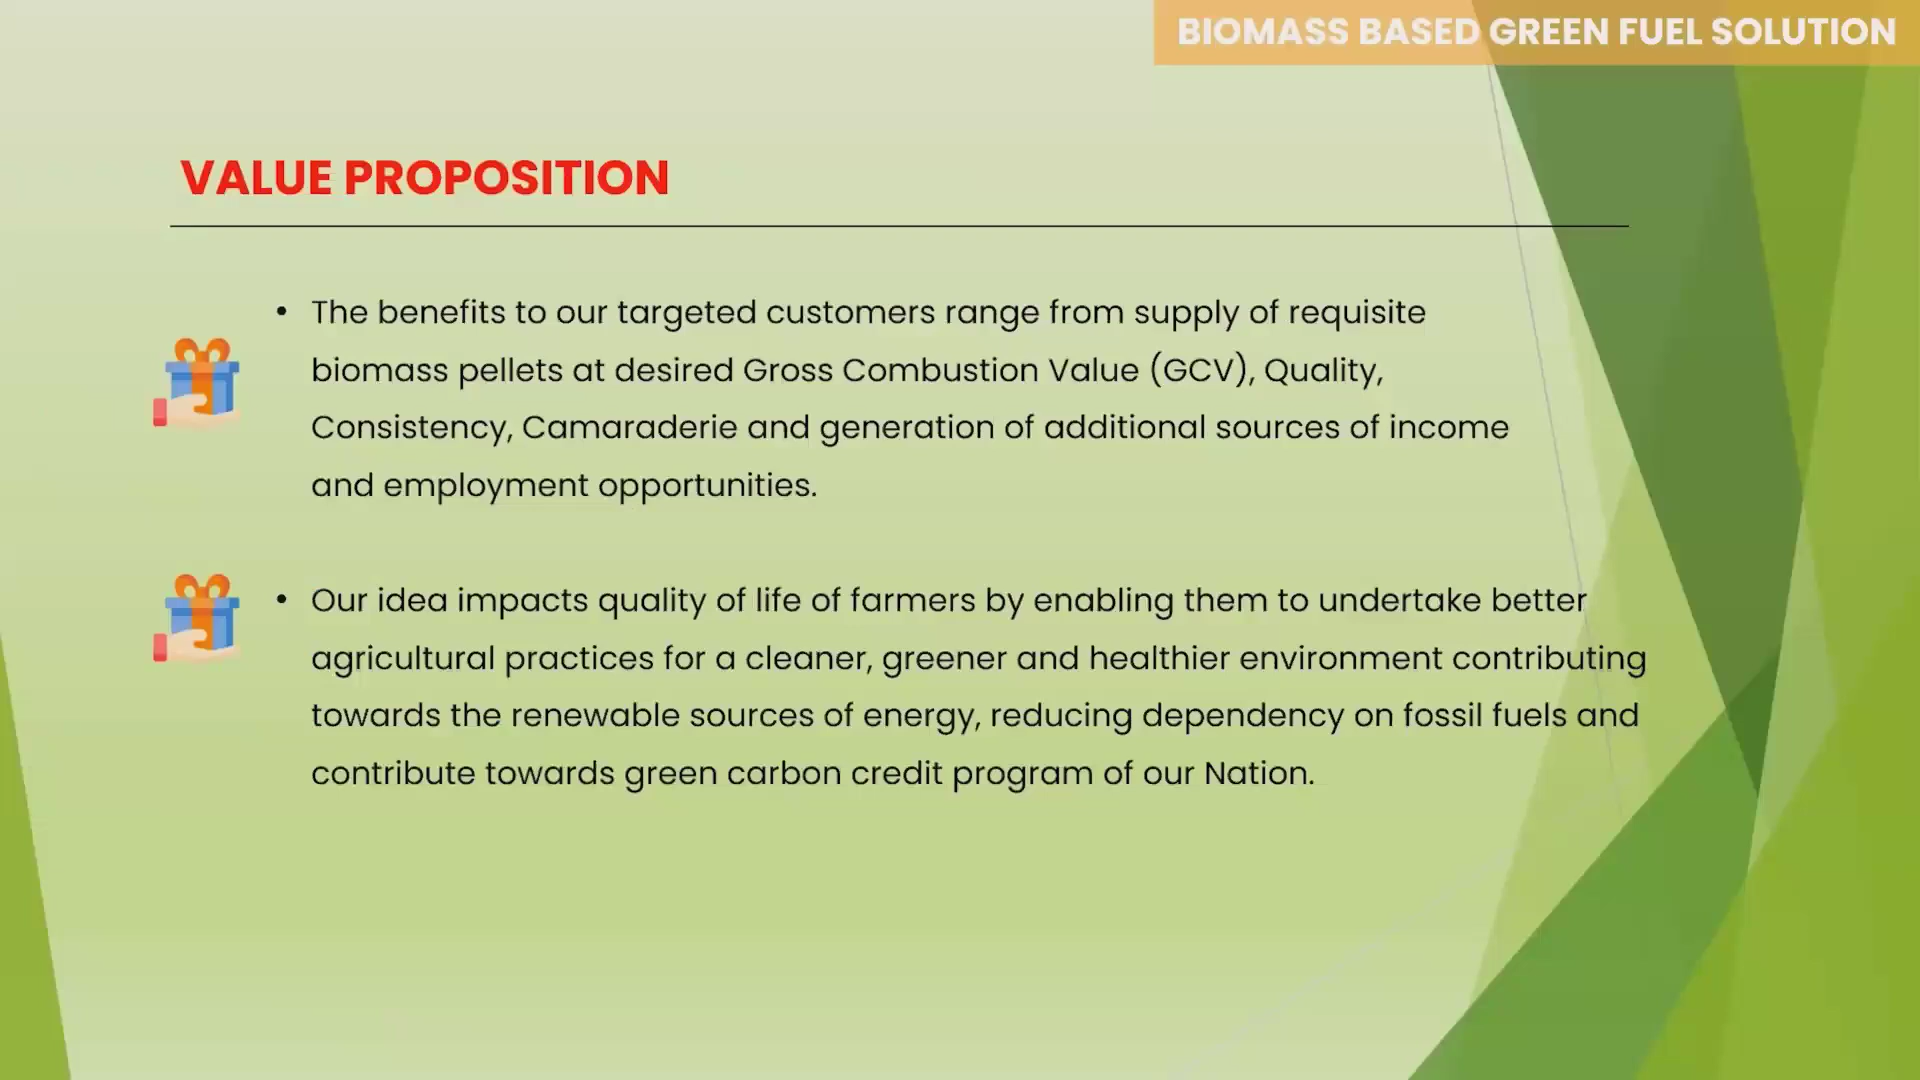 BIOMASS BASED GREEN FUEL SOLUTION
VALUE PROPOSITION
• The benefits to our targeted customers range from supply of requisite
biomass pellets at desired Gross Combustion Value (GCV), Quality,
Consistency, Camaraderie and generation of additional sources of income
and employment opportunities.
• Our idea impacts quality of life of farmers by enabling them to undertake better
agricultural practices for a cleaner, greener and healthier environment contributing
towards the renewable sources of energy, reducing dependency on fossil fuels and
contribute towards green carbon credit program of our Nation.